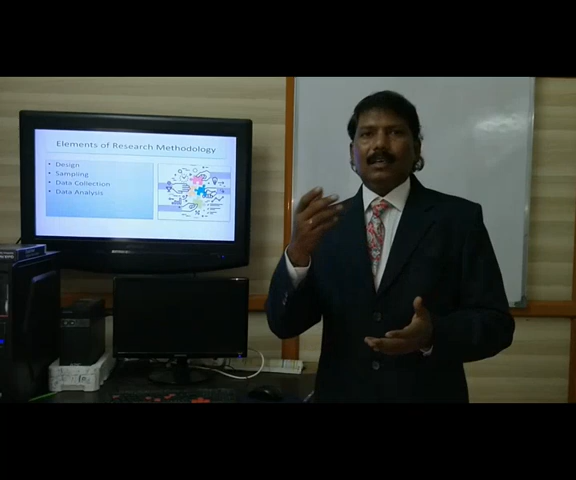 Elements of Research Methodology
• Design
• Sampling
• Data Collection
• Data Analysis